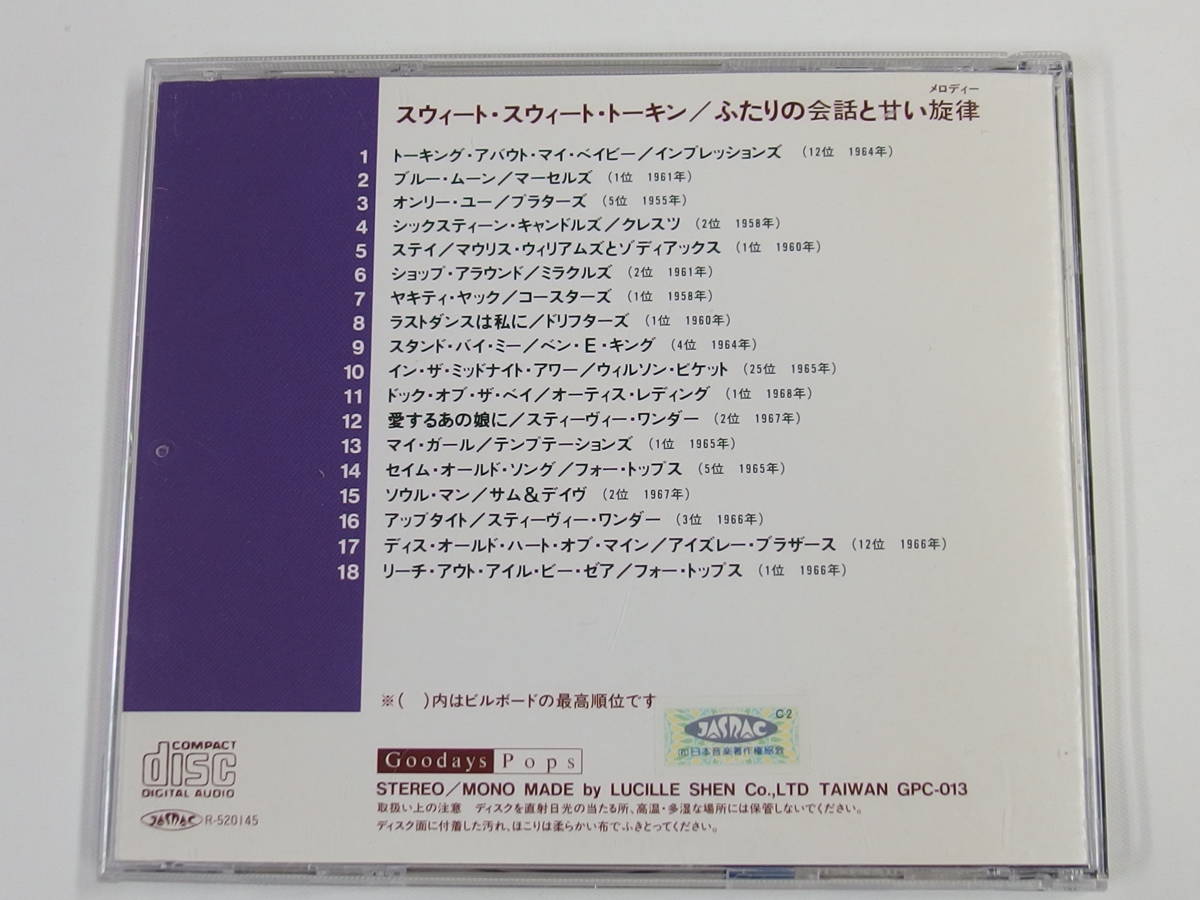 メロディー
スウィート・スウィート・トーキン／ふたりの会話と甘い旋律
1 トーキング・アバウト・マイ・ベイビー／インプレッションズ （12位 1964年）
2 ブルー・ムーン／マーセルズ （1位 1961年）
3 オンリー・ユー／プラターズ （5位 1955年）
4 シックスティーン・キャンドルズ／クレスツ （2位 1958年）
5 ステイ／マウリス・ウィリアムズとゾディアックス （1位 1960年）
6 ショップ・アラウンド／ミラクルズ （2位 1961年）
7 ヤキティ・ヤック／コースターズ （1位 1958年）
8 ラストダンスは私に／ドリフターズ （1位 1960年）
9 スタンド・バイ・ミー／ベン・E・キング （4位 1964年）
10 イン・ザ・ミッドナイト・アワー／ウィルソン・ピケット （25位 1965年）
11 ドック・オブ・ザ・ベイ／オーティス・レディング （1位 1968年）
12 愛するあの娘に／スティーヴィー・ワンダー （2位 1967年）
13 マイ・ガール／テンプテーションズ （1位 1965年）
14 セイム・オールド・ソング／フォー・トップス （5位 1965年）
15 ソウル・マン／サム＆デイヴ （2位 1967年）
16 アップタイト／スティーヴィー・ワンダー （3位 1966年）
17 ディス・オールド・ハート・オブ・マイン／アイズレー・ブラザース （12位 1966年）
18 リーチ・アウト・アイル・ビー・ゼア／フォー・トップス （1位 1966年）
※（ ）内はビルボードの最高順位です
C-2
JASRAC
日本音楽著作権協会
COMPACT
disc
DIGITAL AUDIO
Goodays Pops
STEREO／MONO MADE by LUCILLE SHEN Co.,LTD TAIWAN GPC-013
JASRAC R-520145
取扱い上の注意 ディスクを直射日光の当たる所、高温・多湿な場所には保管しないでください。
ディスク面に付着した汚れ、ほこりは柔らかい布でふきとってください。